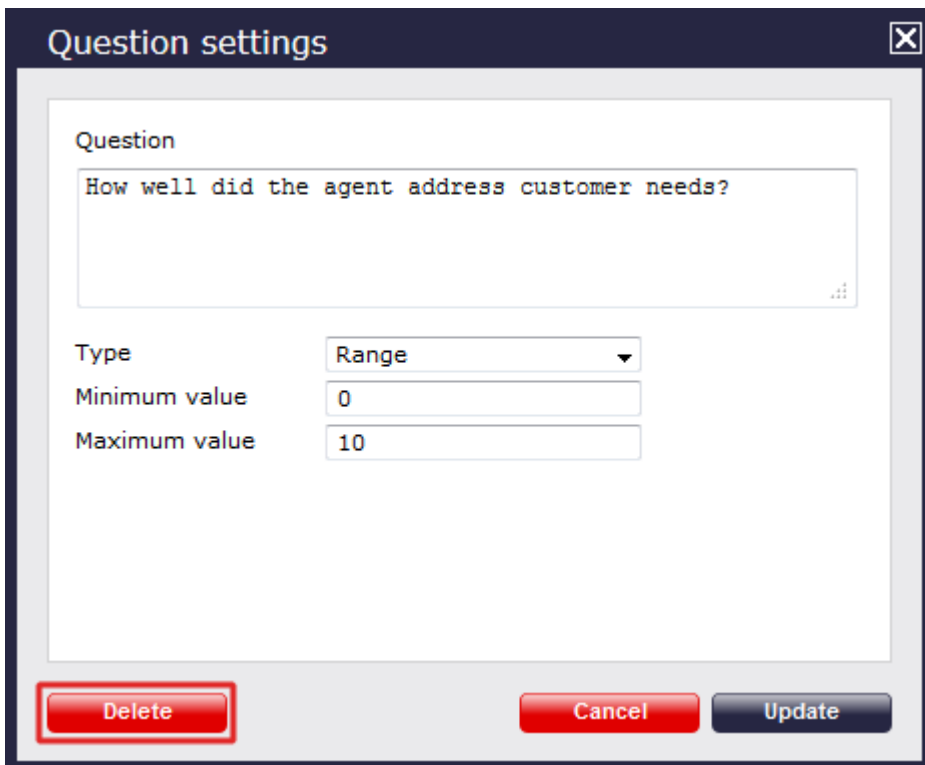 Question settings
Question
How well did the agent address customer needs?
Type Range
Minimum value 0
Maximum value 10
Delete Cancel Update